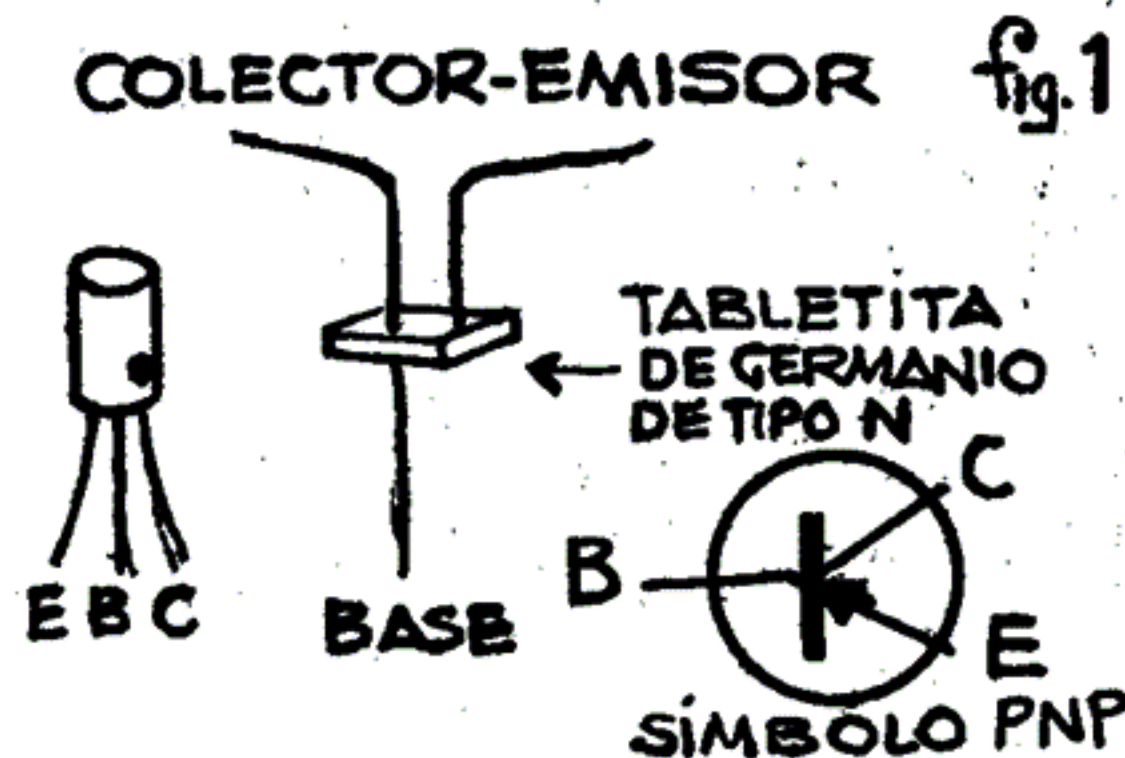 COLECTOR-EMISOR
fig.1
TABLETITA
DE GERMANIO
DE TIPO N
E B C
BASE
B
C
E
SÍMBOLO PNP